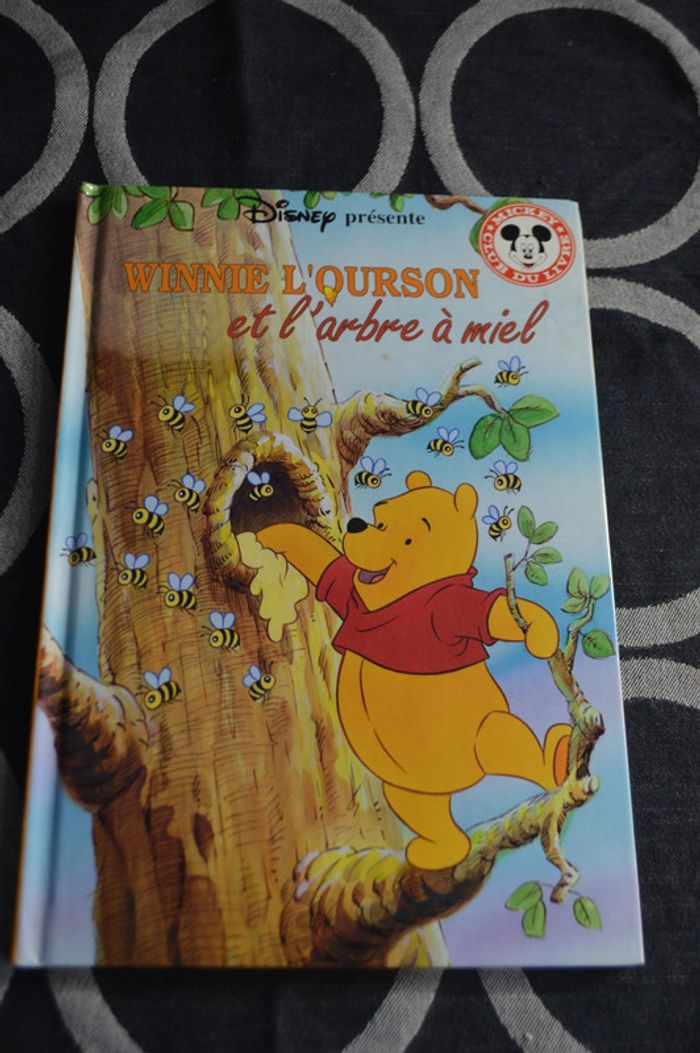 Disney présente
MICKEY
CLUB DU LIVRE
WINNIE L'OURSON
et l'arbre à miel